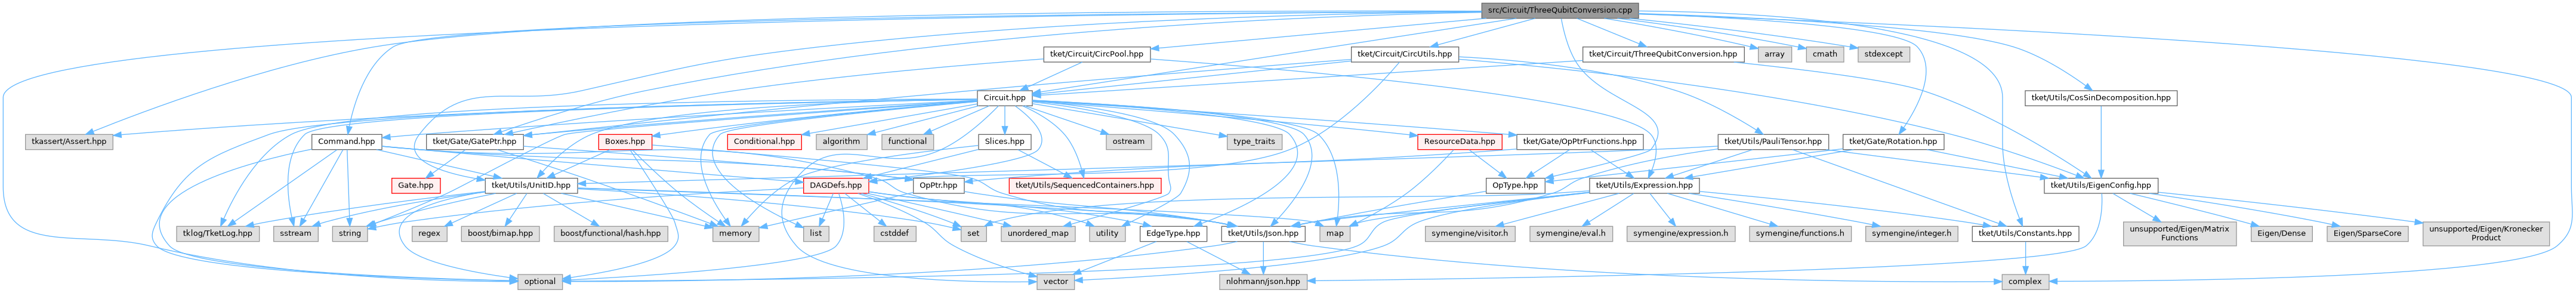 src/Circuit/ThreeQubitConversion.cpp
tket/Circuit/CircPool.hpp
tket/Circuit/CircUtils.hpp
tket/Circuit/ThreeQubitConversion.hpp
array
cmath
stdexcept
Circuit.hpp
tket/Utils/CosSinDecomposition.hpp
tkassert/Assert.hpp
Command.hpp
tket/Gate/GatePtr.hpp
Boxes.hpp
Conditional.hpp
algorithm
functional
Slices.hpp
ostream
type_traits
ResourceData.hpp
tket/Gate/OpPtrFunctions.hpp
tket/Utils/PauliTensor.hpp
tket/Gate/Rotation.hpp
Gate.hpp
tket/Utils/UnitID.hpp
DAGDefs.hpp
OpPtr.hpp
tket/Utils/SequencedContainers.hpp
OpType.hpp
tket/Utils/Expression.hpp
tket/Utils/EigenConfig.hpp
tklog/TketLog.hpp
sstream
string
regex
boost/bimap.hpp
boost/functional/hash.hpp
memory
list
cstddef
set
unordered_map
utility
EdgeType.hpp
tket/Utils/Json.hpp
map
symengine/visitor.h
symengine/eval.h
symengine/expression.h
symengine/functions.h
symengine/integer.h
tket/Utils/Constants.hpp
unsupported/Eigen/Matrix
Functions
Eigen/Dense
Eigen/SparseCore
unsupported/Eigen/Kronecker
Product
optional
vector
nlohmann/json.hpp
complex